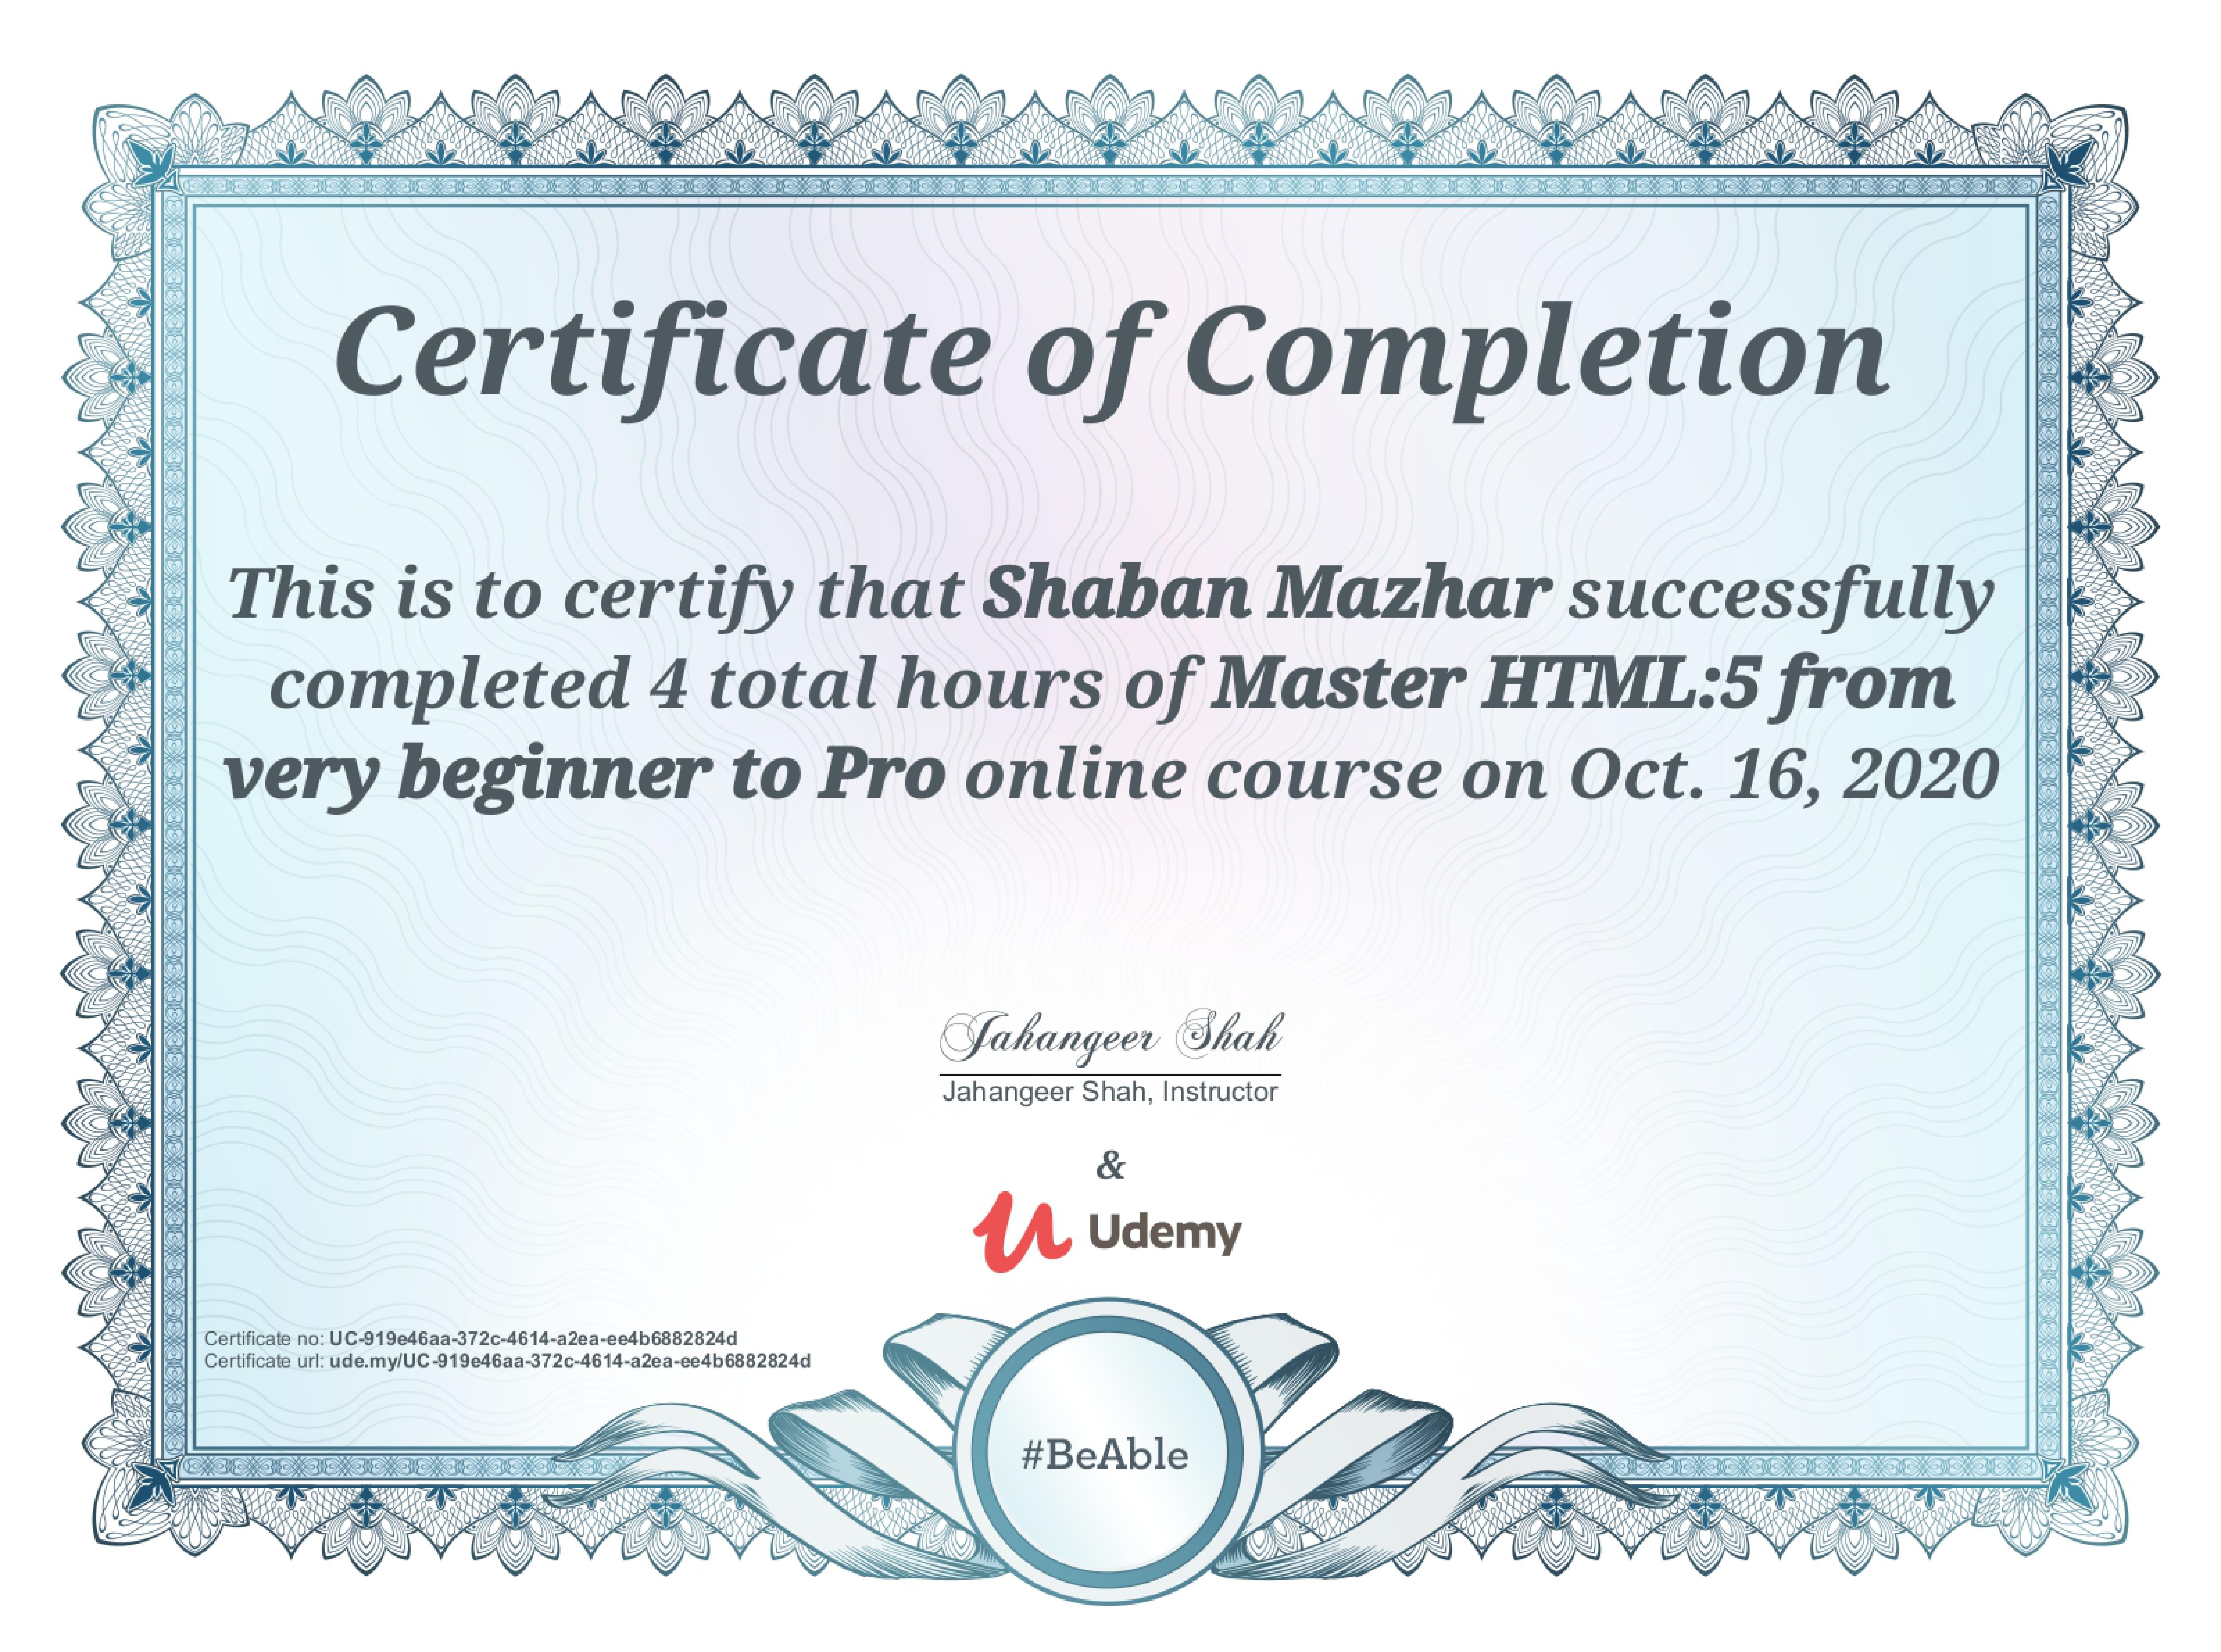 Certificate of Completion
This is to certify that Shaban Mazhar successfully
completed 4 total hours of Master HTML:5 from
very beginner to Pro online course on Oct. 16, 2020
Jahangeer Shah
Jahangeer Shah, Instructor
&
Udemy
Certificate no: UC-919e46aa-372c-4614-a2ea-ee4b6882824d
Certificate url: ude.my/UC-919e46aa-372c-4614-a2ea-ee4b6882824d
#BeAble